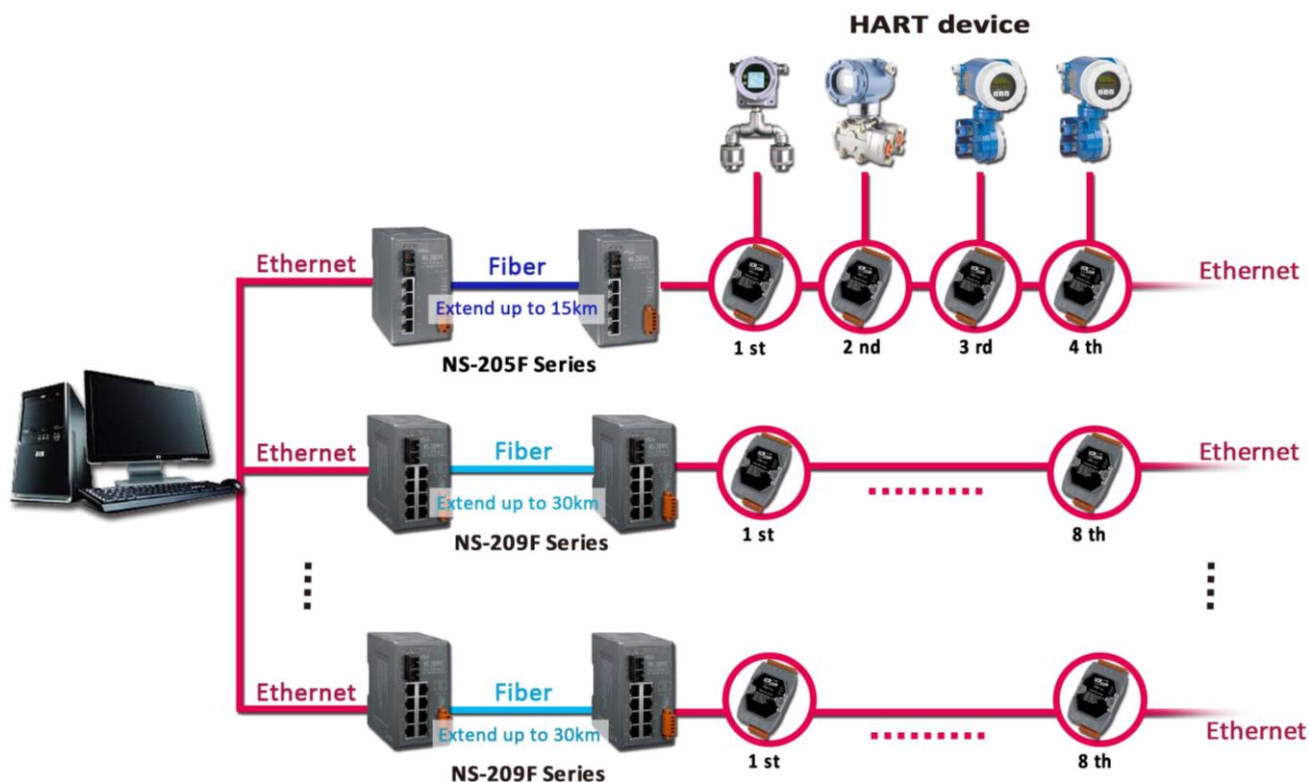 HART device
Ethernet
Fiber
Extend up to 15km
NS-205F Series
1 st
2 nd
3 rd
4 th
Ethernet
Ethernet
Fiber
Extend up to 30km
NS-209F Series
1 st
8 th
Ethernet
Ethernet
Fiber
Extend up to 30km
NS-209F Series
1 st
8 th
Ethernet